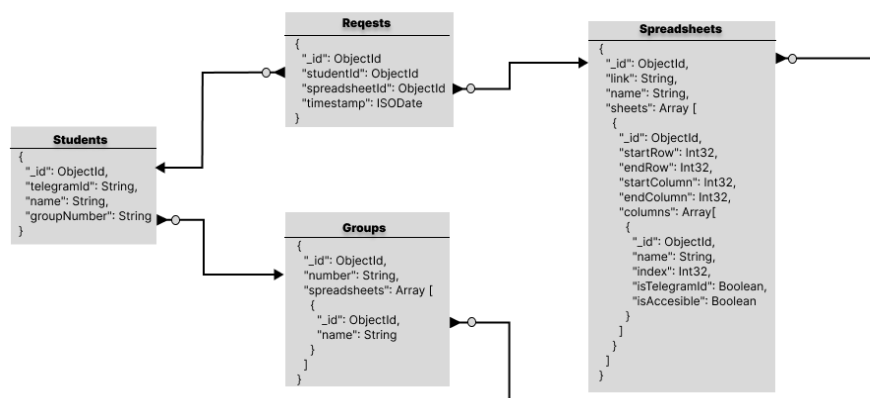 Reqests
{
"_id": ObjectId
"studentId": ObjectId
"spreadsheetId": ObjectId
"timestamp": ISODate
}
Spreadsheets
{
"_id": ObjectId,
"link": String,
"name": String,
"sheets": Array [
{
"_id": ObjectId,
"startRow": Int32,
"endRow": Int32,
"startColumn": Int32,
"endColumn": Int32,
"columns": Array[
{
"_id": ObjectId,
"name": String,
"index": Int32,
"isTelegramId": Boolean,
"isAccesible": Boolean
}
]
}
]
}
Students
{
"_id": ObjectId,
"telegramId": String,
"name": String,
"groupNumber": String
}
Groups
{
"_id": ObjectId,
"number": String,
"spreadsheets": Array [
{
"_id": ObjectId,
"name": String
}
]
}